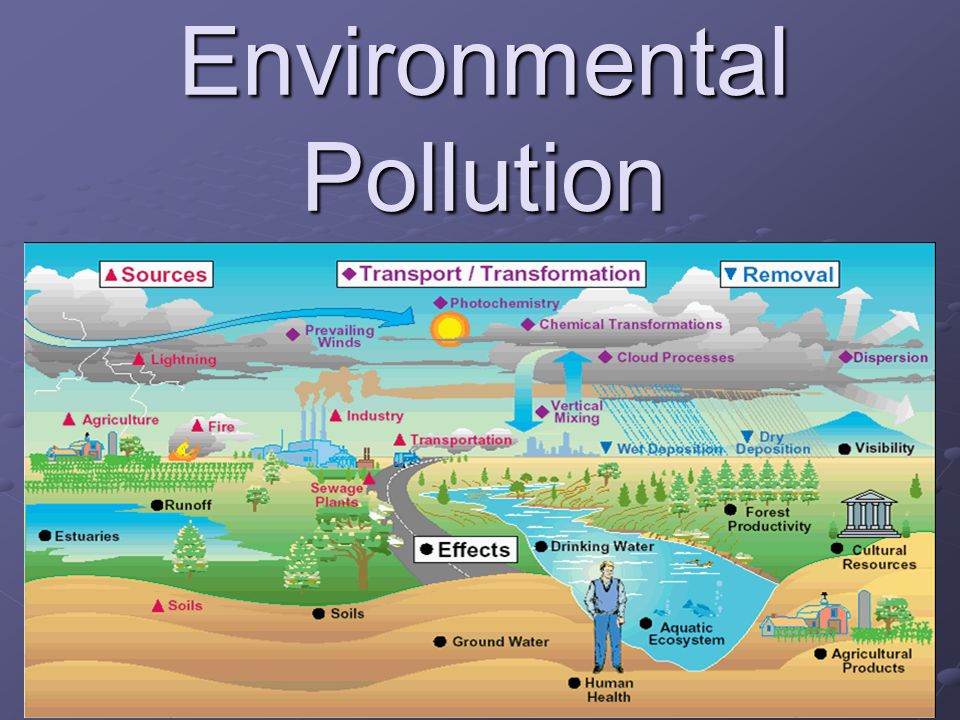 Environmental
Pollution
Sources
Transport / Transformation
Removal
Photochemistry
Prevailing
Winds
Chemical Transformations
Lightning
Cloud Processes
Dispersion
Agriculture
Fire
Industry
Vertical
Mixing
Transportation
Wet Deposition
Dry
Deposition
Visibility
Sewage
Plants
Runoff
Forest
Productivity
Estuaries
Effects
Drinking Water
Cultural
Resources
Soils
Soils
Ground Water
Aquatic
Ecosystem
Agricultural
Products
Human
Health